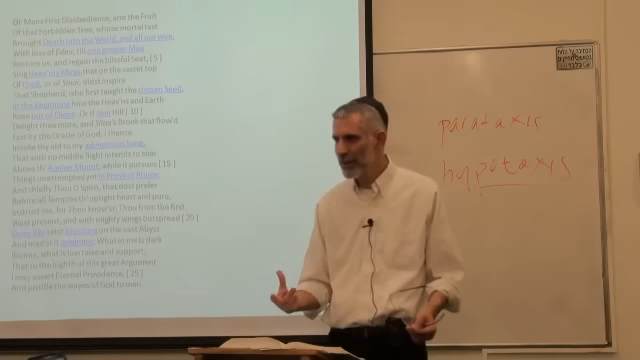 Of Mans First Disobedience, and the Fruit
Of that Forbidden Tree, whose mortal tast
Brought Death into the World, and all our woe,
With loss of Eden, till one greater Man
Restore us, and regain the blissful Seat, [ 5 ]
Sing Heav'nly Muse, that on the secret top
Of Oreb, or of Sinai, didst inspire
That Shepherd, who first taught the chosen Seed,
In the Beginning how the Heav'ns and Earth
Rose out of Chaos: Or if Sion Hill [ 10 ]
Delight thee more, and Siloa's Brook that flow'd
Fast by the Oracle of God; I thence
Invoke thy aid to my adventrous Song,
That with no middle flight intends to soar
Above th' Aonian Mount, while it pursues [15 ]
Things unattempted yet in Prose or Rhime.
And chiefly Thou O Spirit, that dost prefer
Before all Temples th' upright heart and pure,
Instruct me, for Thou know'st; Thou from the first
Wast present, and with mighty wings outspread [ 20 ]
Dove-like satst brooding on the vast Abyss
And mad'st it pregnant: What in me is dark
Illumin, what is low raise and support;
That to the highth of this great Argument
I may assert Eternal Providence, [ 25 ]
And justifie the wayes of God to men.
parataxis
hypotaxis